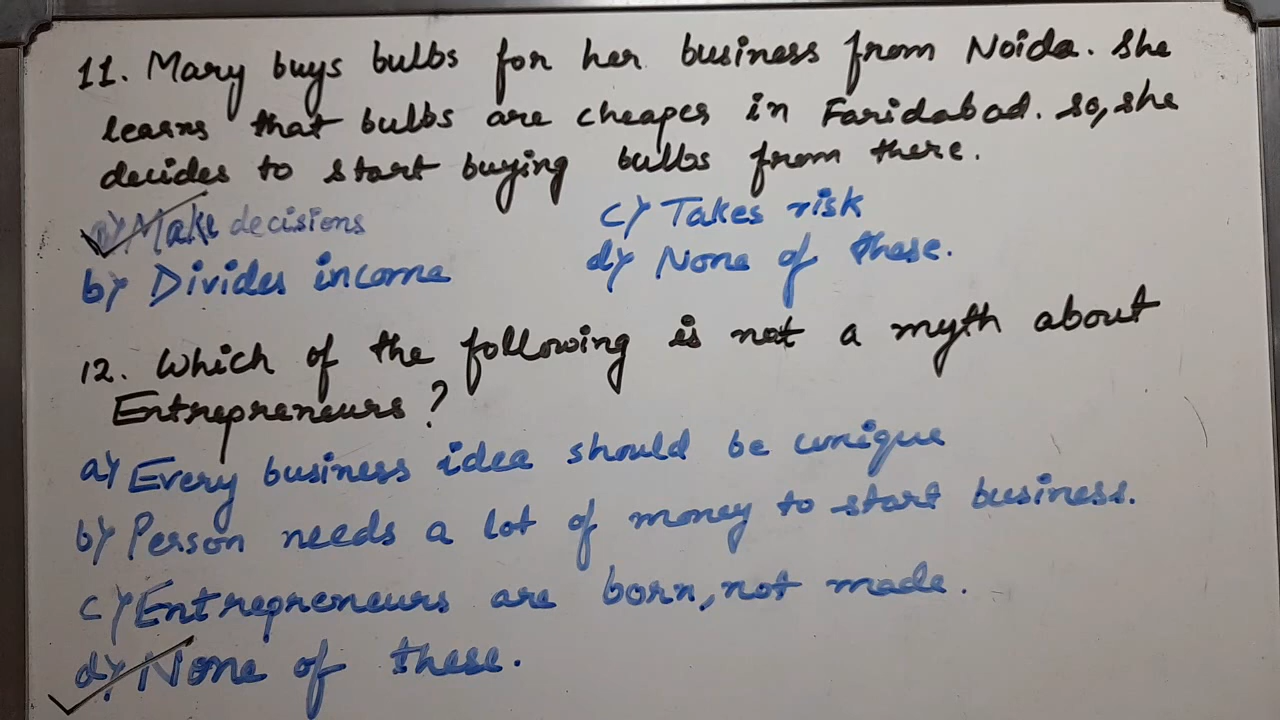 11. Mary buys bulbs for her business from Noida. She
learns that bulbs are cheaper in Faridabad. so, she
decides to start buying bulbs from there.
a) Make decisions
c) Takes risk
b) Divides income
d) None of these.
12. Which of the following is not a myth about
Entrepreneurs?
a) Every business idea should be unique
b) Person needs a lot of money to start business.
c) Entrepreneurs are born, not made.
d) None of these.